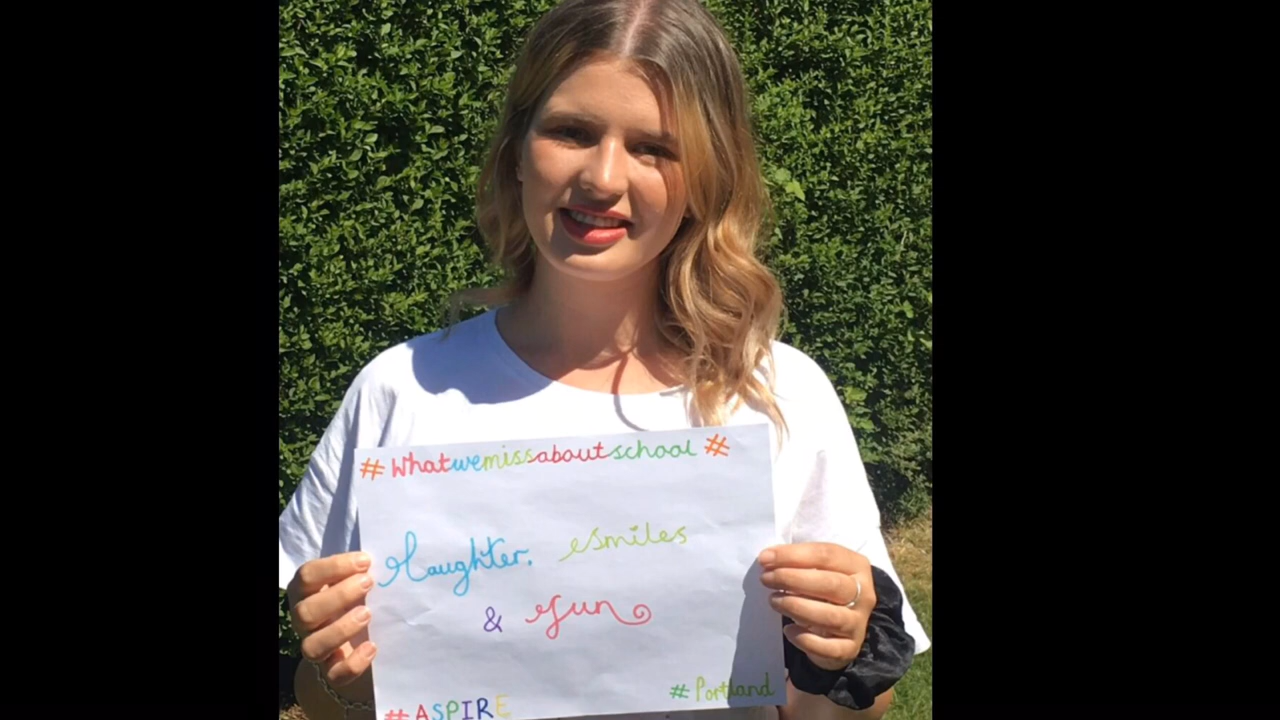 #Whatwemissaboutschool#
Laughter, smiles
& fun
#Portland
#ASPIRE